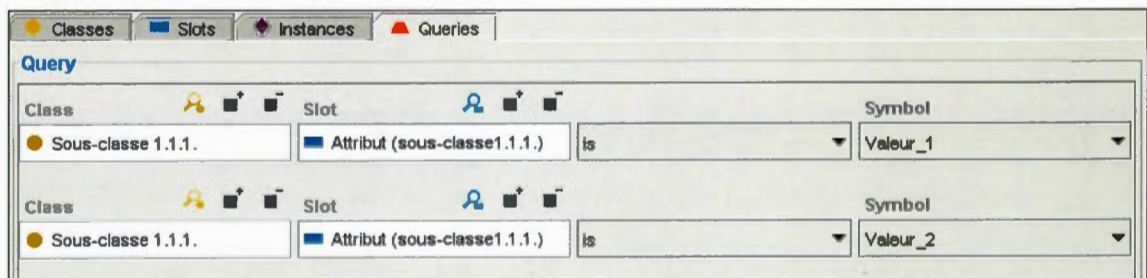 Classes Slots Instances Queries
Query
Class Slot Symbol
Sous-classe 1.1.1. Attribut (sous-classe1.1.1.) is Valeur_1
Class Slot Symbol
Sous-classe 1.1.1. Attribut (sous-classe1.1.1.) is Valeur_2